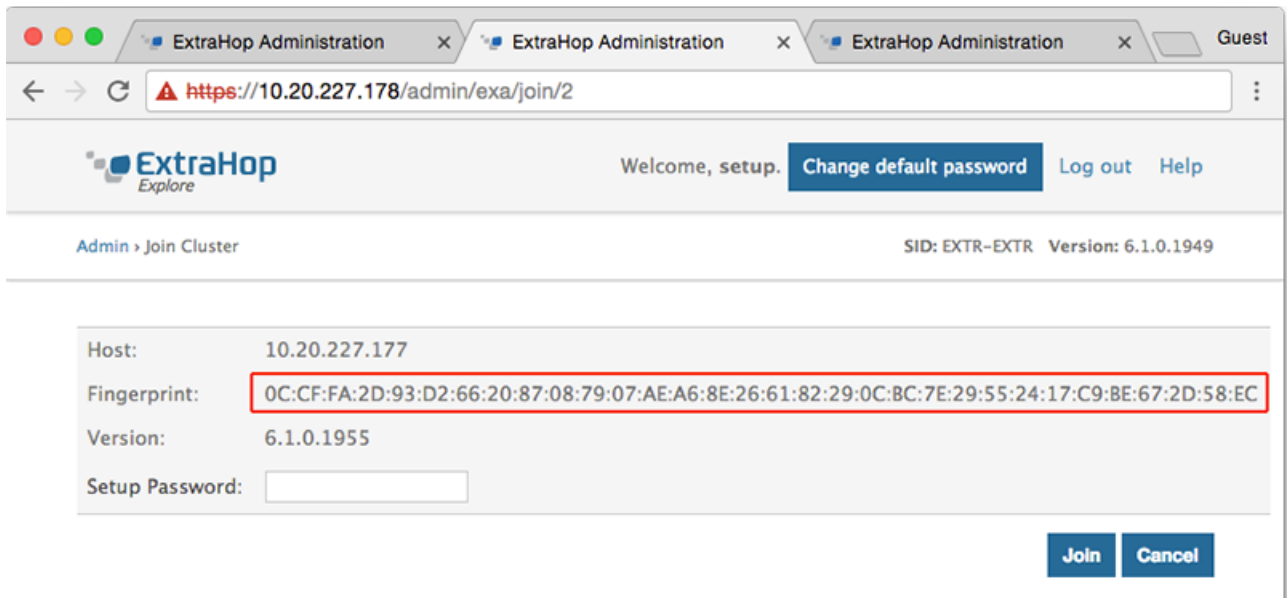 ExtraHop Administration ExtraHop Administration ExtraHop Administration Guest
https://10.20.227.178/admin/exa/join/2
ExtraHop
Explore
Welcome, setup. Change default password Log out Help
Admin › Join Cluster SID: EXTR-EXTR Version: 6.1.0.1949
Host: 10.20.227.177
Fingerprint: 0C:CF:FA:2D:93:D2:66:20:87:08:79:07:AE:A6:8E:26:61:82:29:0C:BC:7E:29:55:24:17:C9:BE:67:2D:58:EC
Version: 6.1.0.1955
Setup Password:
Join Cancel